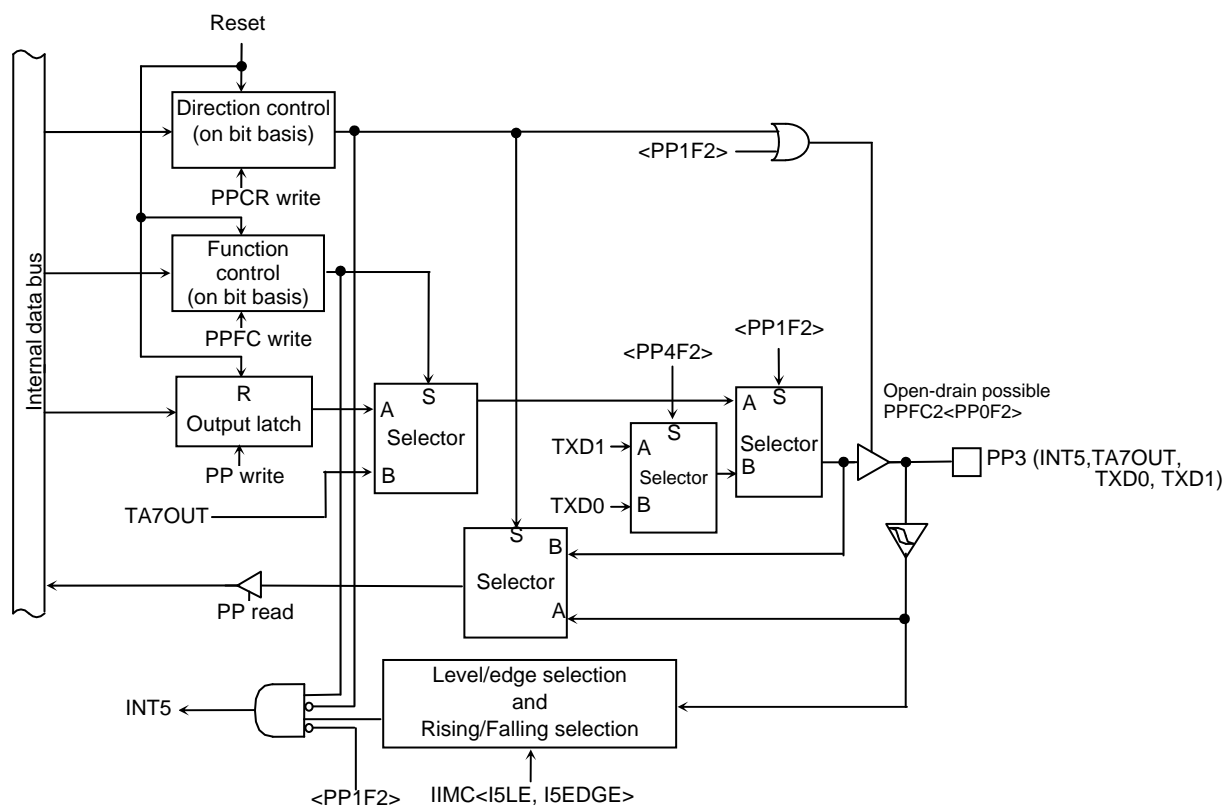 Reset
Internal data bus
Direction control
(on bit basis)
<PP1F2>
PPCR write
Function
control
(on bit basis)
PPFC write
<PP1F2>
<PP4F2>
R
Output latch
PP write
A
S
Selector
B
TA7OUT
TXD1
TXD0
S
A
Selector
B
S
A
Selector
B
Open-drain possible
PPFC2<PP0F2>
PP3 (INT5,TA7OUT,
TXD0, TXD1)
S
B
Selector
A
PP read
Level/edge selection
and
Rising/Falling selection
INT5
<PP1F2>
IIMC<I5LE, I5EDGE>